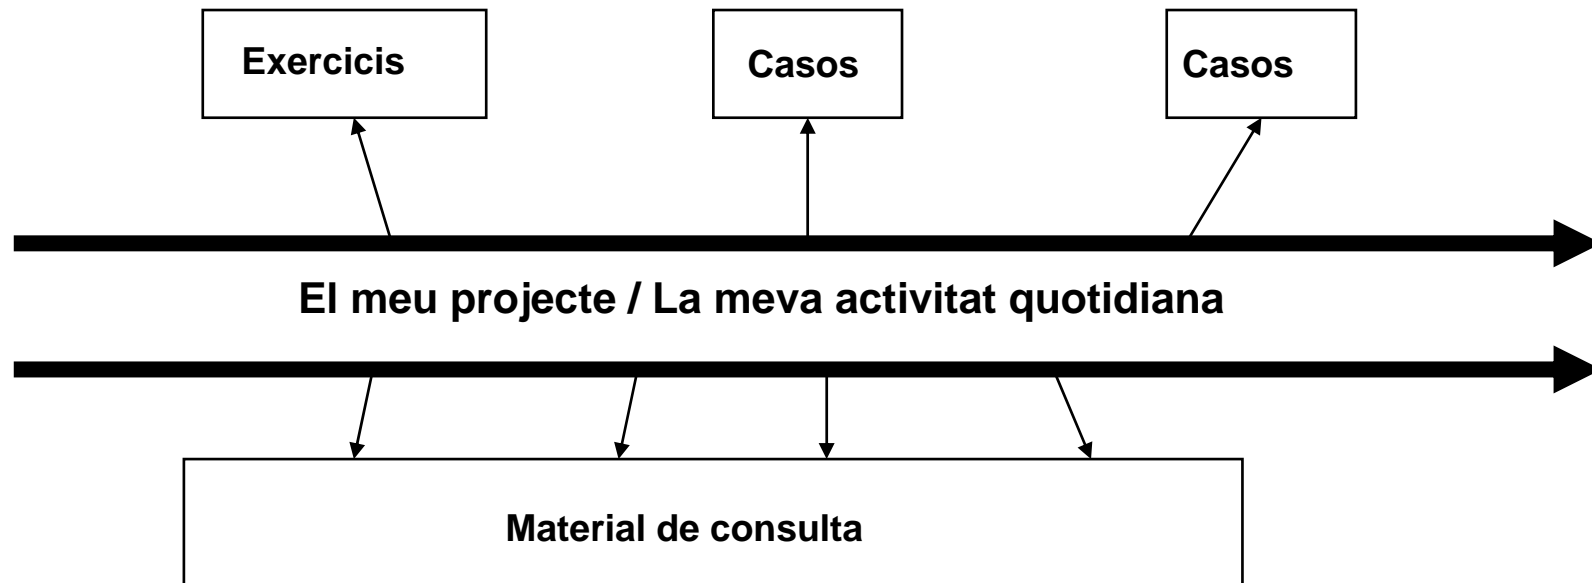 Exercicis
Casos
Casos
El meu projecte / La meva activitat quotidiana
Material de consulta